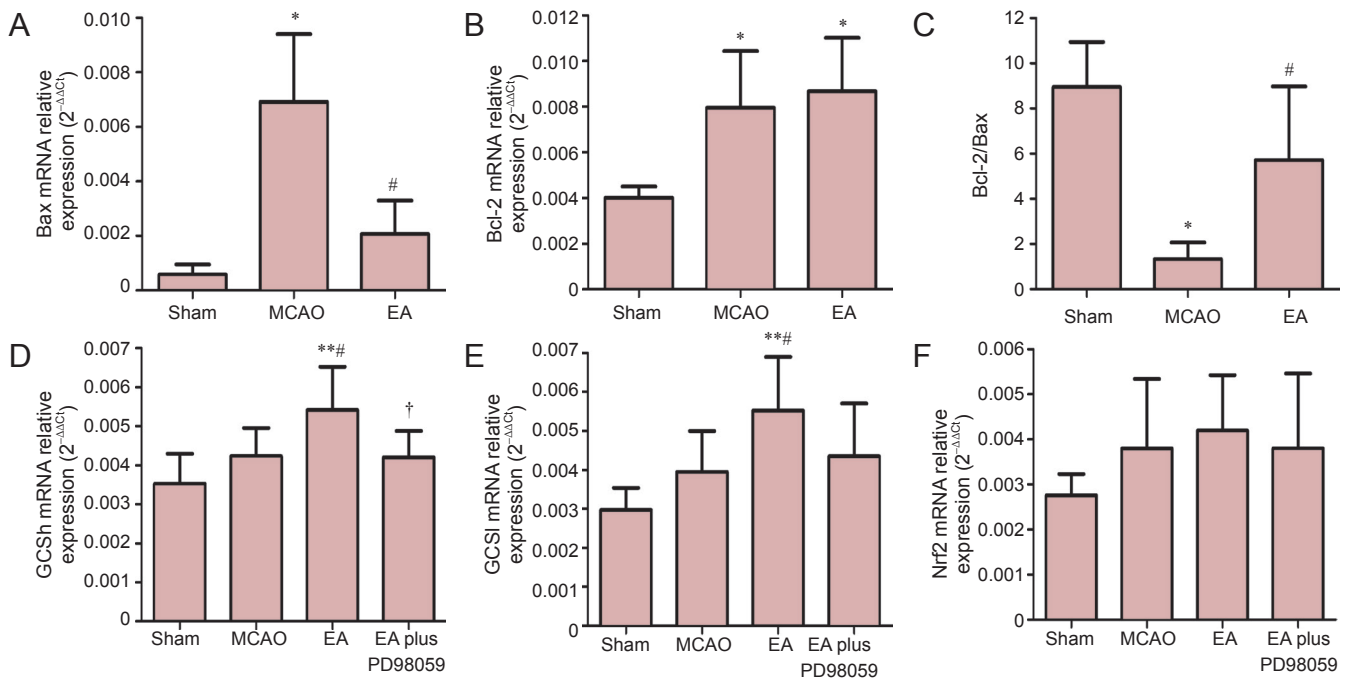 A
Bax mRNA relative
expression (2⁻ΔΔCt)
0.010
0.008
0.006
0.004
0.002
0
*
#
Sham
MCAO
EA
B
Bcl-2 mRNA relative
expression (2⁻ΔΔCt)
0.012
0.010
0.008
0.006
0.004
0.002
0
*
*
Sham
MCAO
EA
C
Bcl-2/Bax
12
10
8
6
4
2
0
*
#
Sham
MCAO
EA
D
GCSh mRNA relative
expression (2⁻ΔΔCt)
0.007
0.006
0.005
0.004
0.003
0.002
0.001
0
**#
†
Sham
MCAO
EA
EA plus
PD98059
E
GCSl mRNA relative
expression (2⁻ΔΔCt)
0.007
0.006
0.005
0.004
0.003
0.002
0.001
0
**#
Sham
MCAO
EA
EA plus
PD98059
F
Nrf2 mRNA relative
expression (2⁻ΔΔCt)
0.006
0.005
0.004
0.003
0.002
0.001
0
Sham
MCAO
EA
EA plus
PD98059